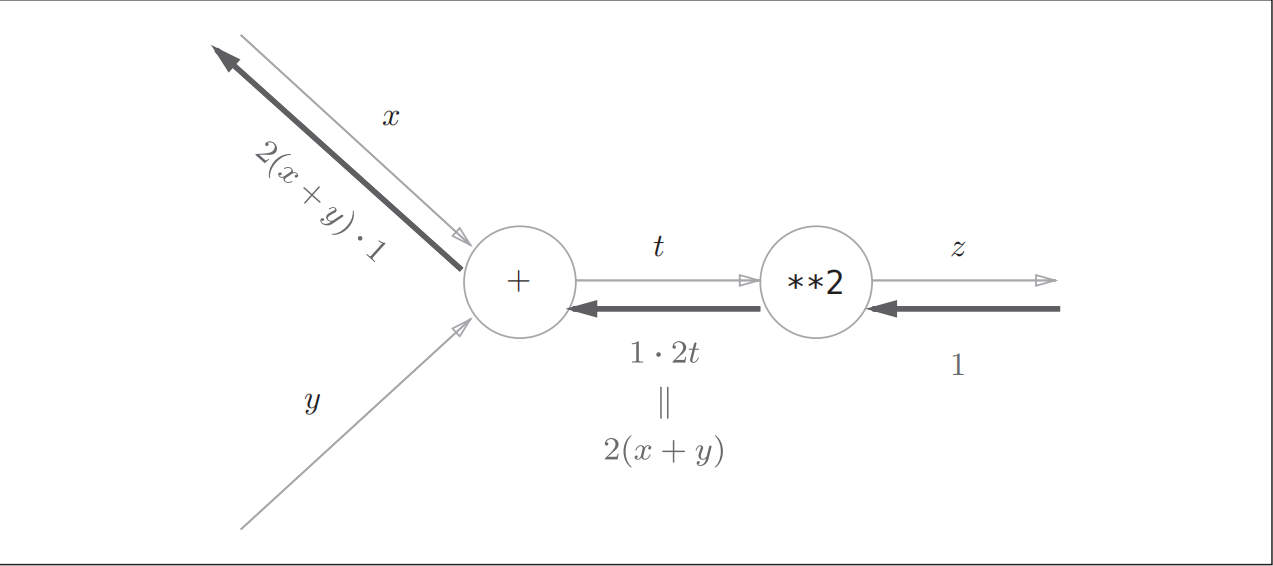 x
2(x + y) · 1
t
z
+
**2
1 · 2t
||
2(x + y)
1
y